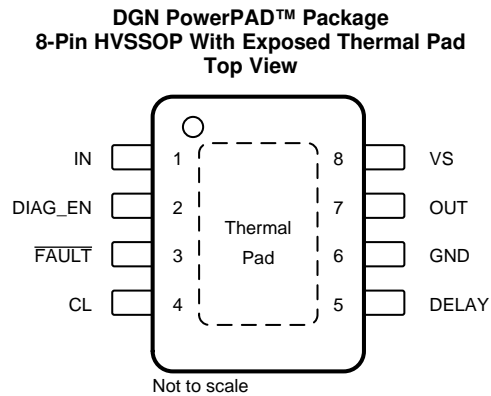 DGN PowerPAD™ Package
8-Pin HVSSOP With Exposed Thermal Pad
Top View
IN 1 8 VS
DIAG_EN 2 7 OUT
Thermal
FAULT 3 Pad 6 GND
CL 4 5 DELAY
Not to scale